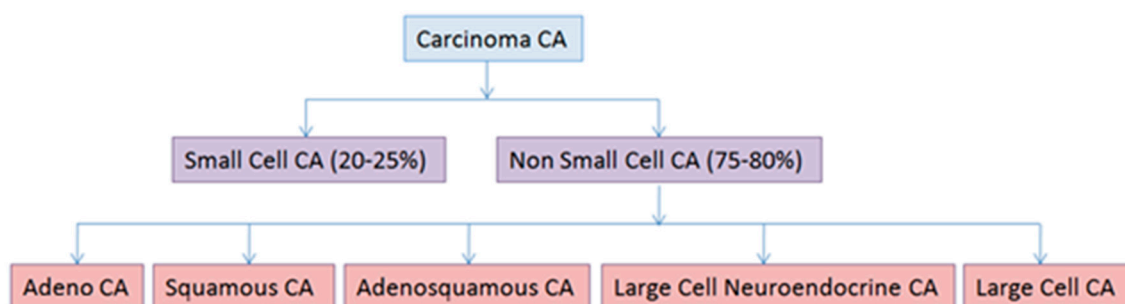 Carcinoma CA
Small Cell CA (20-25%)
Non Small Cell CA (75-80%)
Adeno CA
Squamous CA
Adenosquamous CA
Large Cell Neuroendocrine CA
Large Cell CA